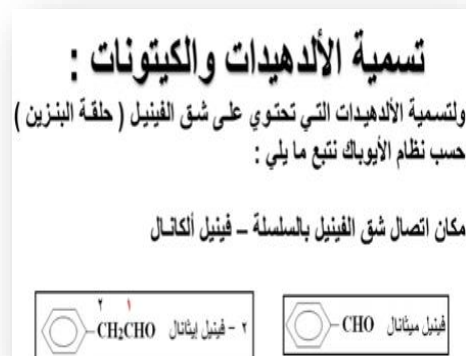 تسمية الألدهيدات والكيتونات :
ولتسمية الألدهيدات التي تحتوي على شق الفينيل ( حلقة البنزين )
حسب نظام الأيوباك نتبع ما يلي :
مكان اتصال شق الفينيل بالسلسلة – فينيل ألكانال
فينيل ميثانال CHO
٢ ١
٢ - فينيل إيثانال CH₂CHO